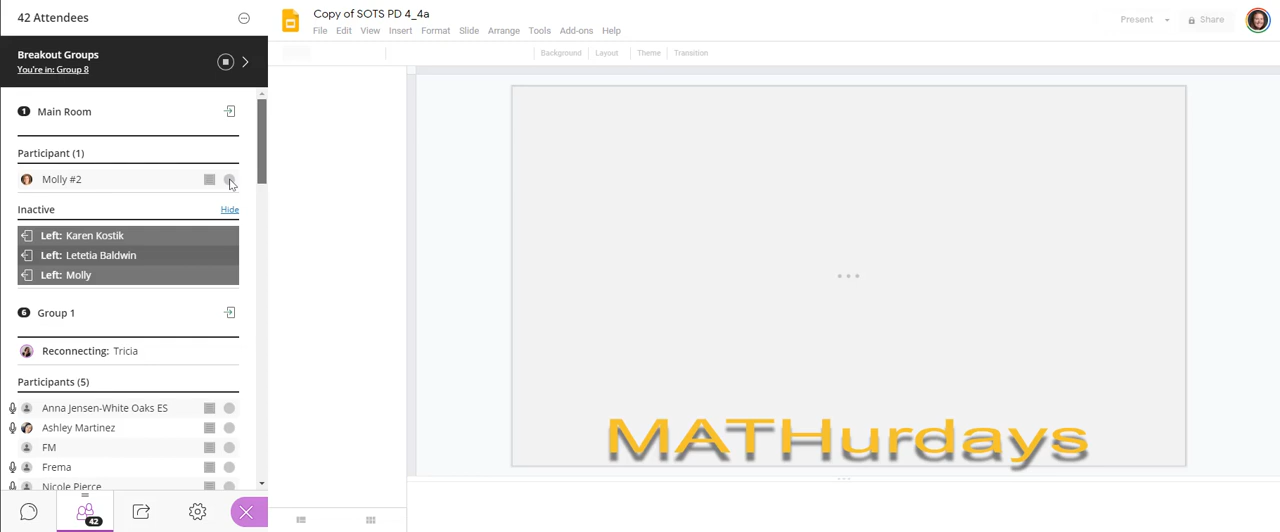 42 Attendees
Breakout Groups
You're in: Group 8
1 Main Room
Participant (1)
Molly #2
Inactive Hide
Left: Karen Kostik
Left: Letetia Baldwin
Left: Molly
6 Group 1
Reconnecting: Tricia
Participants (5)
Anna Jensen-White Oaks ES
Ashley Martinez
FM
Frema
Nicole Pierce
42
Copy of SOTS PD 4_4a
File Edit View Insert Format Slide Arrange Tools Add-ons Help
Present Share
Background Layout Theme Transition
MATHurdays